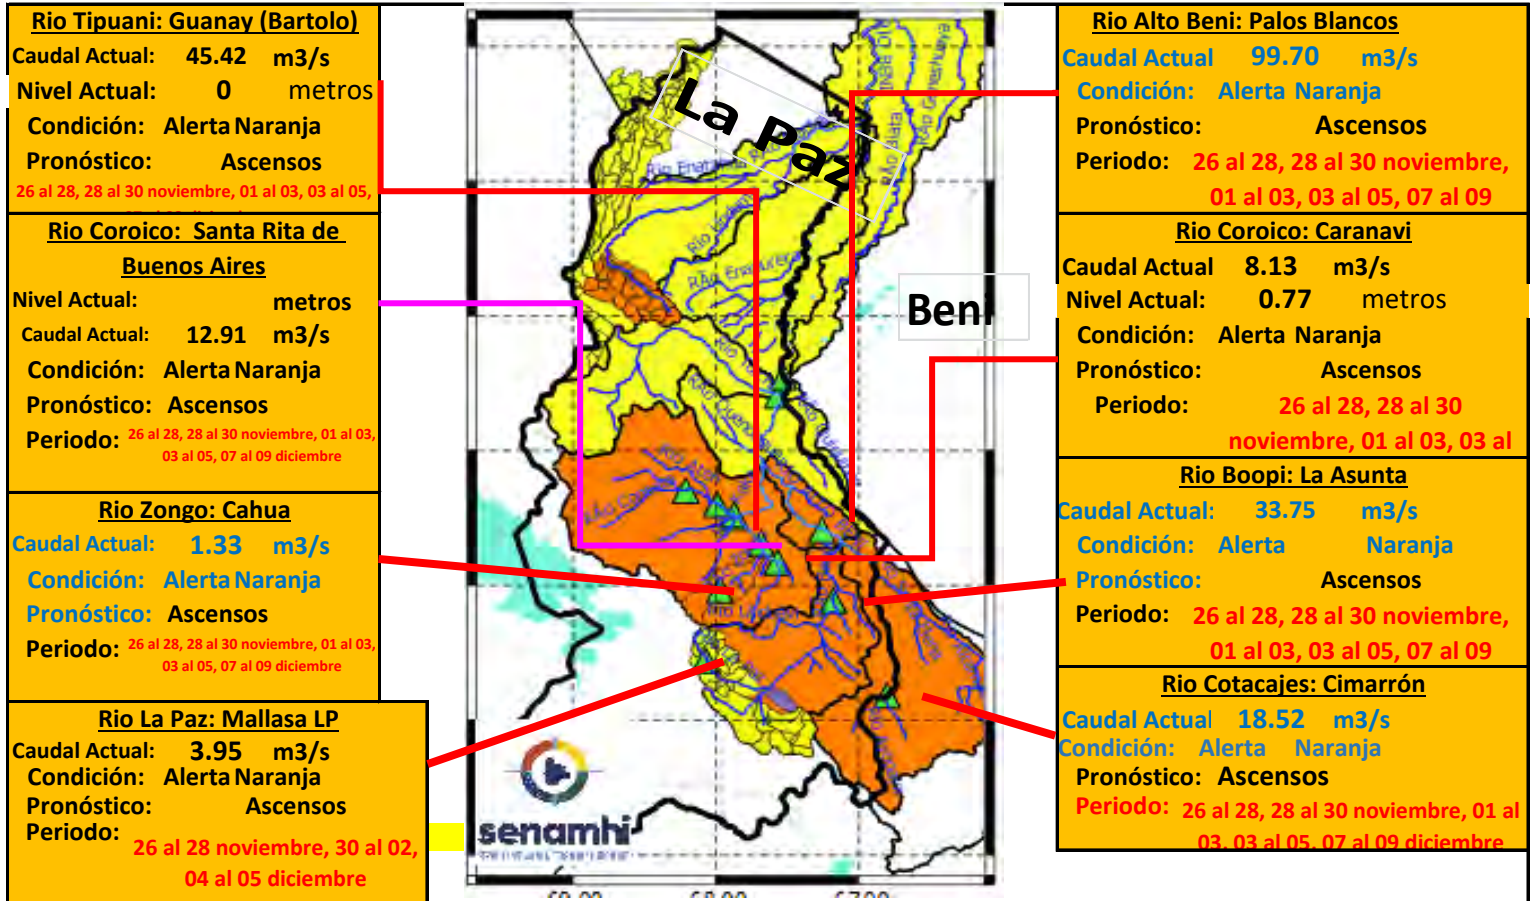 Rio Tipuani: Guanay (Bartolo)
Caudal Actual: 45.42 m3/s
Nivel Actual: 0 metros
Condición: Alerta Naranja
Pronóstico: Ascensos
26 al 28, 28 al 30 noviembre, 01 al 03, 03 al 05,
Rio Coroico: Santa Rita de
Buenos Aires
Nivel Actual: metros
Caudal Actual: 12.91 m3/s
Condición: Alerta Naranja
Pronóstico: Ascensos
Periodo: 26 al 28, 28 al 30 noviembre, 01 al 03,
03 al 05, 07 al 09 diciembre
Rio Zongo: Cahua
Caudal Actual: 1.33 m3/s
Condición: Alerta Naranja
Pronóstico: Ascensos
Periodo: 26 al 28, 28 al 30 noviembre, 01 al 03,
03 al 05, 07 al 09 diciembre
Rio La Paz: Mallasa LP
Caudal Actual: 3.95 m3/s
Condición: Alerta Naranja
Pronóstico: Ascensos
Periodo:
26 al 28 noviembre, 30 al 02,
04 al 05 diciembre
La Paz
Beni
senamhi
Rio Alto Beni: Palos Blancos
Caudal Actual 99.70 m3/s
Condición: Alerta Naranja
Pronóstico: Ascensos
Periodo: 26 al 28, 28 al 30 noviembre,
01 al 03, 03 al 05, 07 al 09
Rio Coroico: Caranavi
Caudal Actual 8.13 m3/s
Nivel Actual: 0.77 metros
Condición: Alerta Naranja
Pronóstico: Ascensos
Periodo: 26 al 28, 28 al 30
noviembre, 01 al 03, 03 al
Rio Boopi: La Asunta
Caudal Actual: 33.75 m3/s
Condición: Alerta Naranja
Pronóstico: Ascensos
Periodo: 26 al 28, 28 al 30 noviembre,
01 al 03, 03 al 05, 07 al 09
Rio Cotacajes: Cimarrón
Caudal Actual 18.52 m3/s
Condición: Alerta Naranja
Pronóstico: Ascensos
Periodo: 26 al 28, 28 al 30 noviembre, 01 al
03, 03 al 05, 07 al 09 diciembre